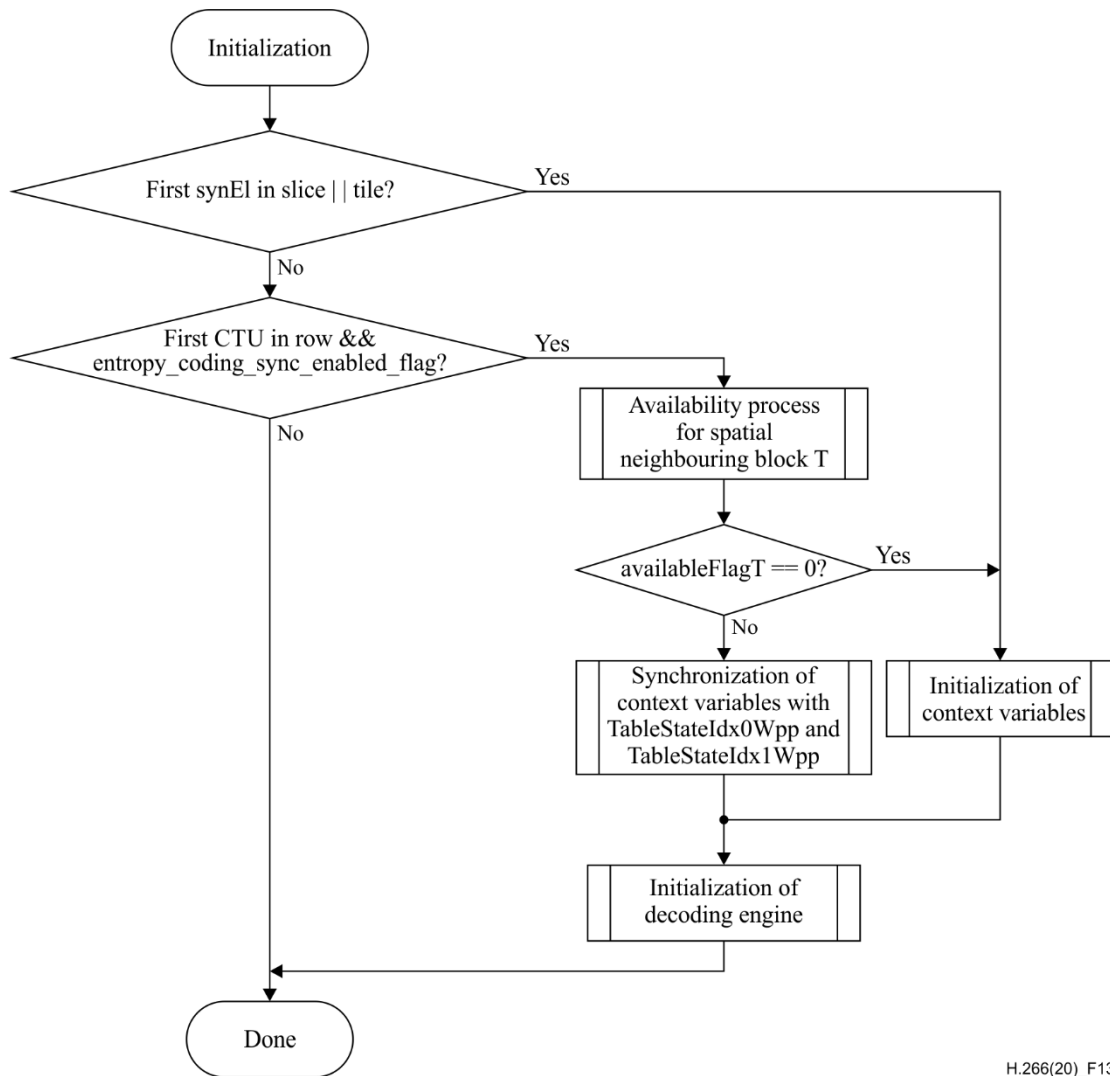 Initialization
First synEl in slice | | tile?
Yes
No
First CTU in row &&
entropy_coding_sync_enabled_flag?
Yes
No
Availability process
for spatial
neighbouring block T
availableFlagT == 0?
Yes
No
Synchronization of
context variables with
TableStateIdx0Wpp and
TableStateIdx1Wpp
Initialization of
context variables
Initialization of
decoding engine
Done
H.266(20)_F13